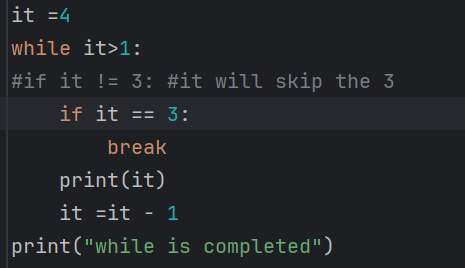 it =4
while it>1:
#if it != 3: #it will skip the 3
    if it == 3:
        break
    print(it)
    it =it - 1
print("while is completed")